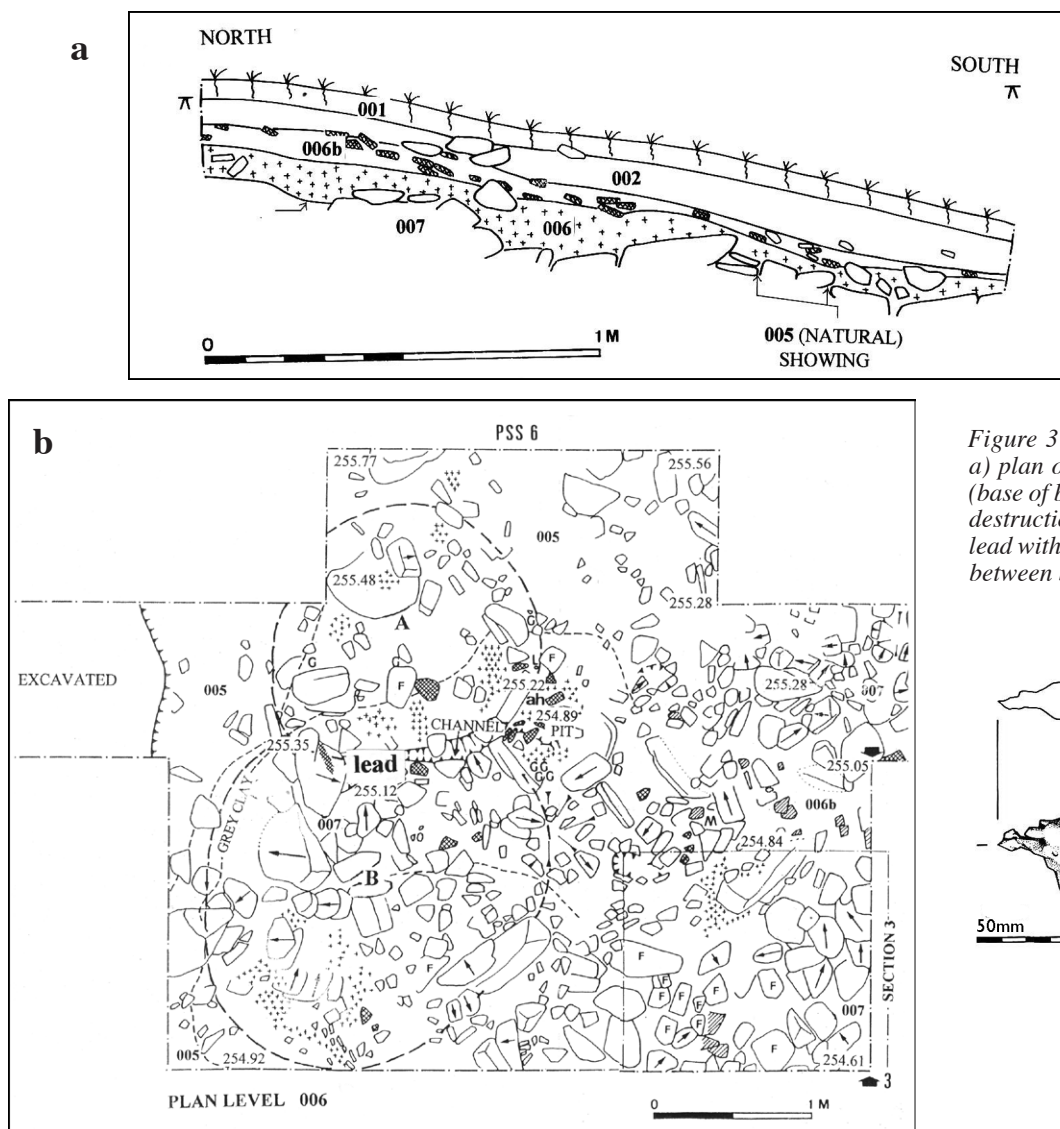 a
NORTH
SOUTH
001
006b
002
007
006
0
1 M
005 (NATURAL)
SHOWING
b
PSS 6
255.77
255.56
005
255.48
255.28
A
G
G
G
L
F
T
EXCAVATED
005
F
255.22
255.28
007
ah
254.89
CHANNEL
PIT
255.35
lead
255.12
G G
G G
255.05
006b
GREY CLAY
007
M
254.84
B
F
F
F
F
F
F
F
F
F
007
SECTION 3
005
254.92
254.61
3
PLAN LEVEL 006
0
1 M
Figure 3
a) plan o
(base of b
destructio
lead with
between
50mm